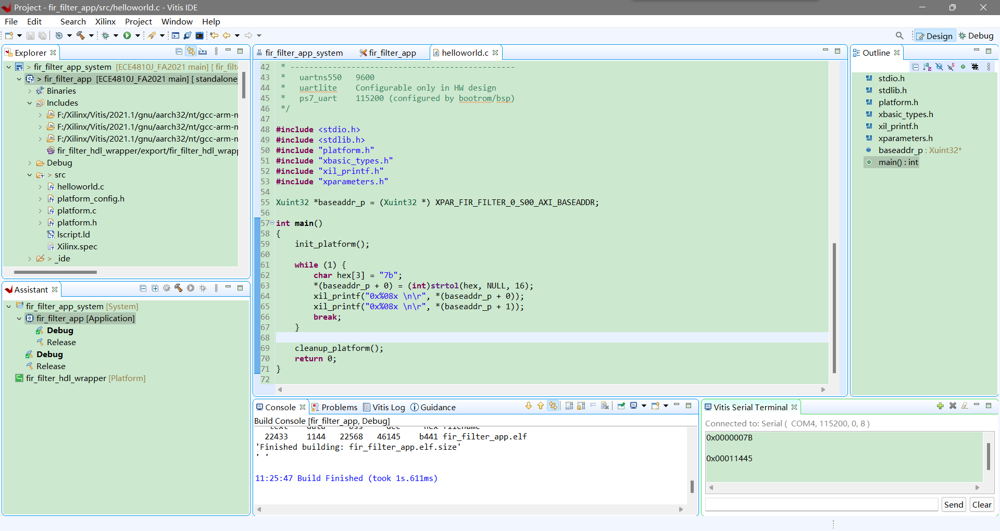 Project - fir_filter_app/src/helloworld.c - Vitis IDE
File Edit Search Xilinx Project Window Help
Design Debug
Explorer
> fir_filter_app_system [ECE4810J_FA2021 main] [ fir_filt
> fir_filter_app [ECE4810J_FA2021 main] [ standalone
Binaries
Includes
F:/Xilinx/Vitis/2021.1/gnu/aarch32/nt/gcc-arm-n
F:/Xilinx/Vitis/2021.1/gnu/aarch32/nt/gcc-arm-n
F:/Xilinx/Vitis/2021.1/gnu/aarch32/nt/gcc-arm-n
fir_filter_hdl_wrapper/export/fir_filter_hdl_wrapp
Debug
> src
helloworld.c
platform_config.h
platform.c
platform.h
lscript.ld
Xilinx.spec
> _ide
Assistant
fir_filter_app_system [System]
fir_filter_app [Application]
Debug
Release
Debug
Release
fir_filter_hdl_wrapper [Platform]
fir_filter_app_system fir_filter_app helloworld.c
42 * ------------------------------------------------
43 *   uartns550   9600
44 *   uartlite    Configurable only in HW design
45 *   ps7_uart    115200 (configured by bootrom/bsp)
46 */
47
48 #include <stdio.h>
49 #include <stdlib.h>
50 #include "platform.h"
51 #include "xbasic_types.h"
52 #include "xil_printf.h"
53 #include "xparameters.h"
54
55 Xuint32 *baseaddr_p = (Xuint32 *) XPAR_FIR_FILTER_0_S00_AXI_BASEADDR;
56
57 int main()
58 {
59     init_platform();
60
61     while (1) {
62         char hex[3] = "7b";
63         *(baseaddr_p + 0) = (int)strtol(hex, NULL, 16);
64         xil_printf("0x%08x \n\r", *(baseaddr_p + 0));
65         xil_printf("0x%08x \n\r", *(baseaddr_p + 1));
66         break;
67     }
68
69     cleanup_platform();
70     return 0;
71 }
72
Outline
stdio.h
stdlib.h
platform.h
xbasic_types.h
xil_printf.h
xparameters.h
baseaddr_p : Xuint32*
main() : int
Console Problems Vitis Log Guidance
Build Console [fir_filter_app, Debug]
text data bss dec hex filename
22433 1144 22568 46145 b441 fir_filter_app.elf
'Finished building: fir_filter_app.elf.size'
' '
11:25:47 Build Finished (took 1s.611ms)
Vitis Serial Terminal
Connected to: Serial ( COM4, 115200, 0, 8 )
0x0000007B
0x00011445
Send Clear